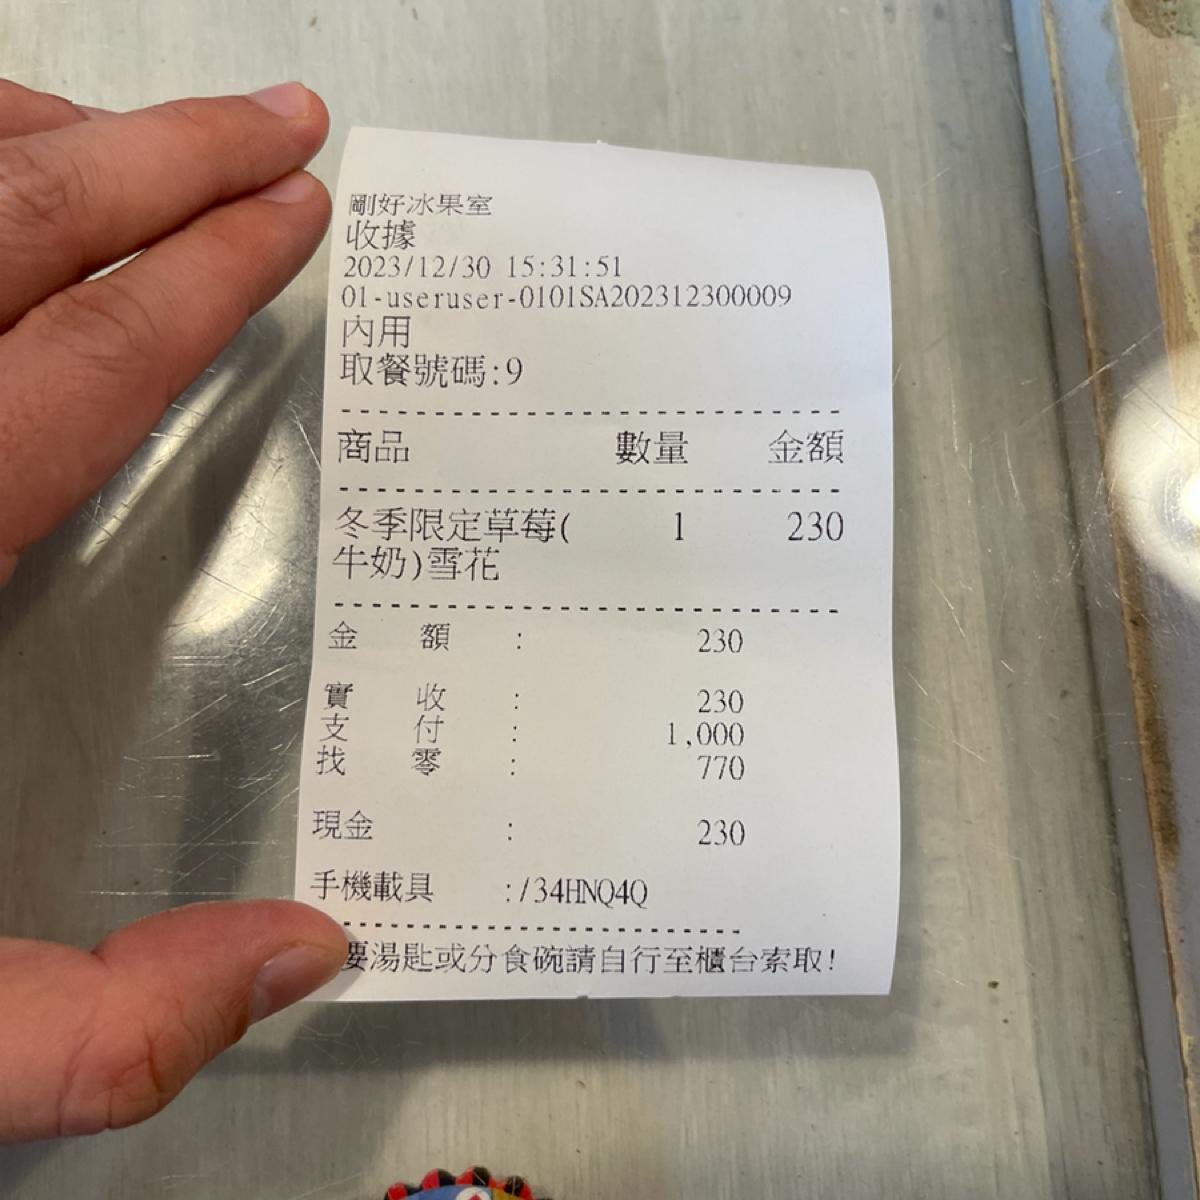 剛好冰果室
收據
2023/12/30 15:31:51
01-useruser-0101SA202312300009
內用
取餐號碼:9
商品 數量 金額
冬季限定草莓( 1 230
牛奶)雪花
金 額 : 230
實 收 : 230
支 付 : 1,000
找 零 : 770
現金 : 230
手機載具 :/34HNQ4Q
要湯匙或分食碗請自行至櫃台索取!